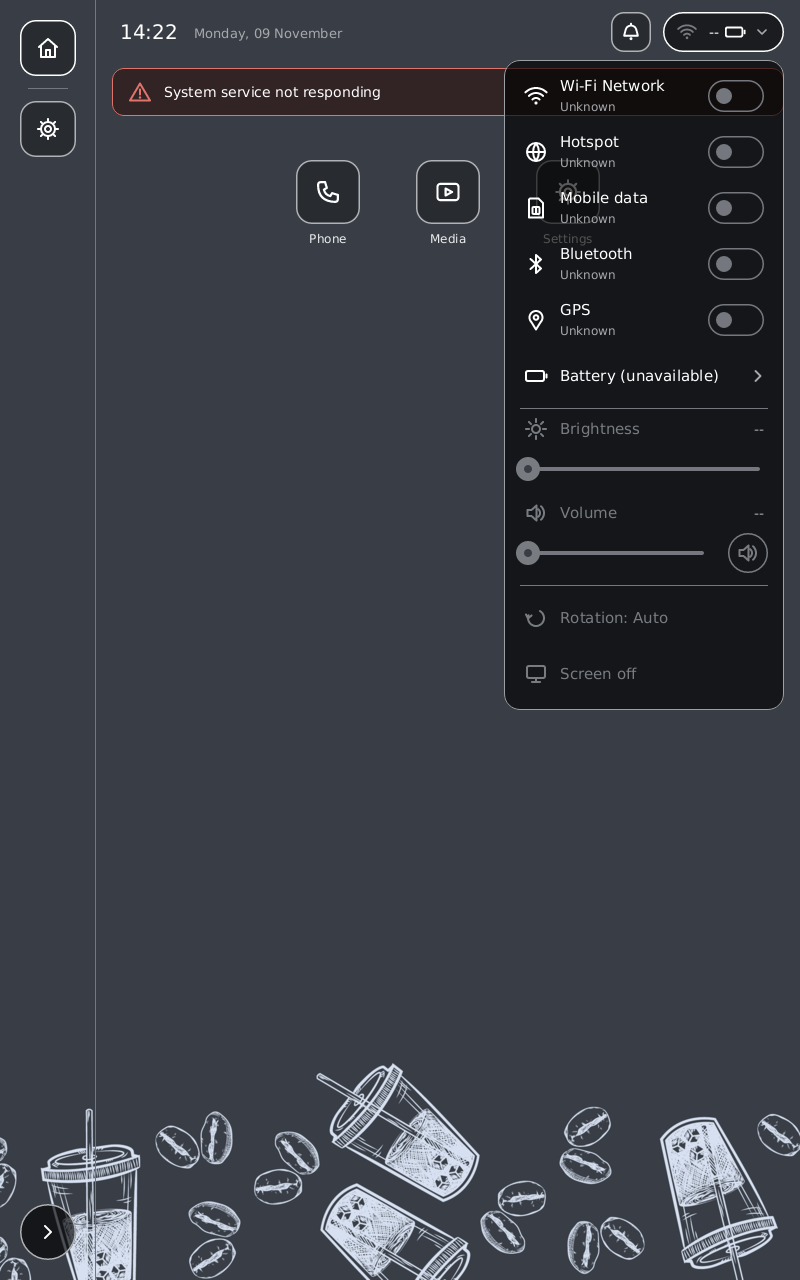 14:22 Monday, 09 November
--
System service not responding
Phone
Media
Settings
Wi-Fi Network
Unknown
Hotspot
Unknown
Mobile data
Unknown
Bluetooth
Unknown
GPS
Unknown
Battery (unavailable)
Brightness --
Volume --
Rotation: Auto
Screen off